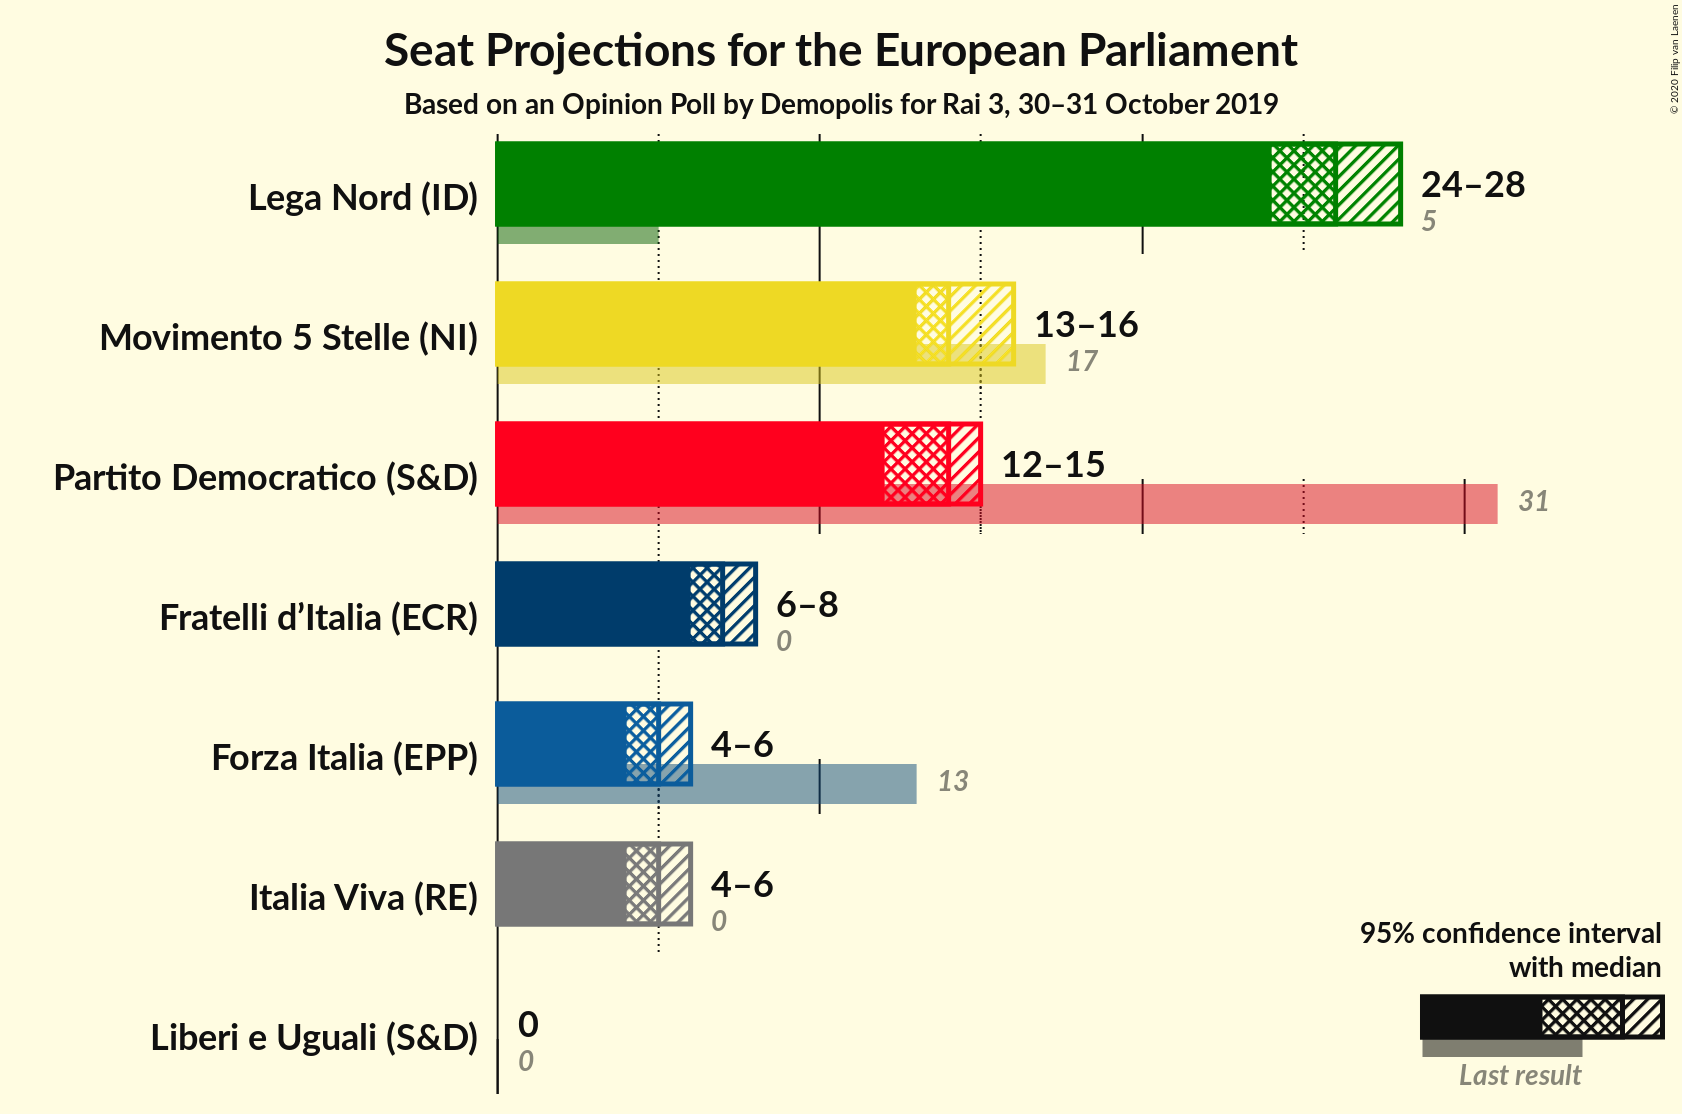 Seat Projections for the European Parliament
Based on an Opinion Poll by Demopolis for Rai 3, 30–31 October 2019
© 2020 Filip van Laenen
Lega Nord (ID)
24–28
5
Movimento 5 Stelle (NI)
13–16
17
Partito Democratico (S&D)
12–15
31
Fratelli d’Italia (ECR)
6–8
0
Forza Italia (EPP)
4–6
13
Italia Viva (RE)
4–6
0
Liberi e Uguali (S&D)
0
0
95% confidence interval
with median
Last result